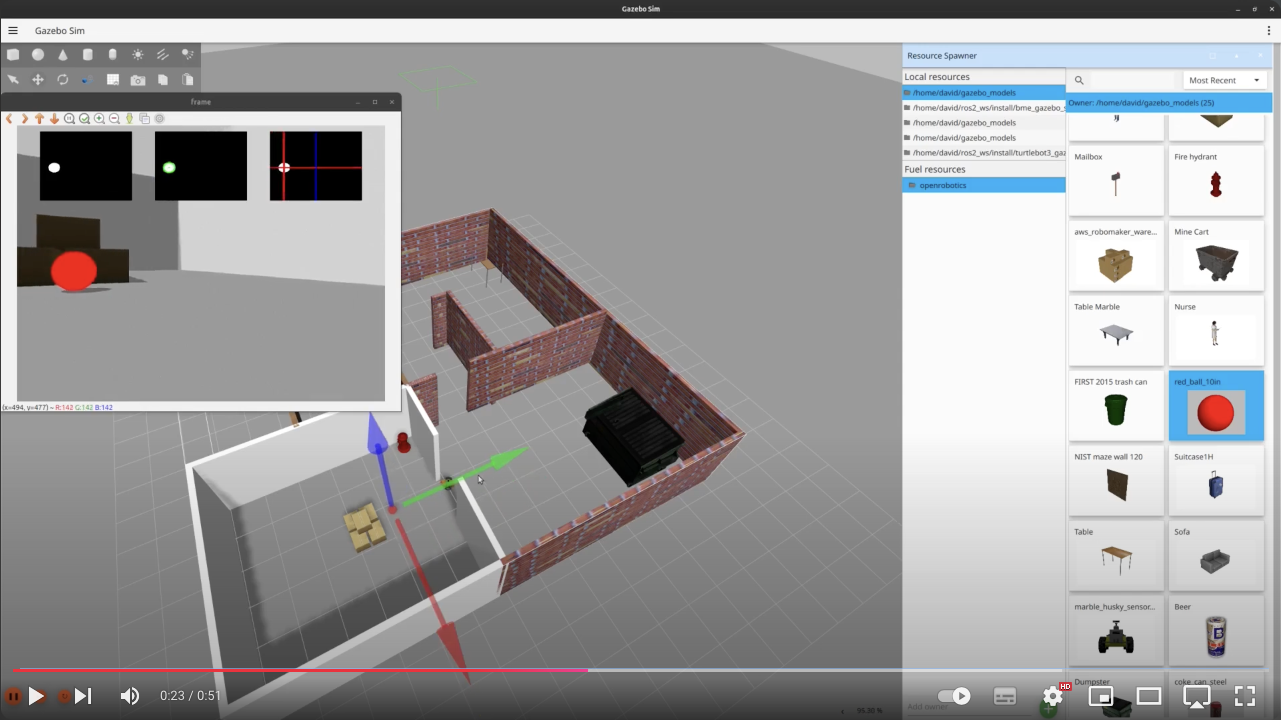 Gazebo Sim
Gazebo Sim
frame
(x=494, y=477) ~ R:142 G:142 B:142
Resource Spawner
Local resources
/home/david/gazebo_models
/home/david/ros2_ws/install/bme_gazebo_s
/home/david/gazebo_models
/home/david/gazebo_models
/home/david/ros2_ws/install/turtlebot3_gaz
Fuel resources
openrobotics
Most Recent
Owner: /home/david/gazebo_models (25)
Mailbox
Fire hydrant
aws_robomaker_ware...
Mine Cart
Table Marble
Nurse
FIRST 2015 trash can
red_ball_10in
NIST maze wall 120
Suitcase1H
Table
Sofa
marble_husky_sensor...
Beer
Dumpster
coke_can_steel
Add owner
0:23 / 0:51
HD